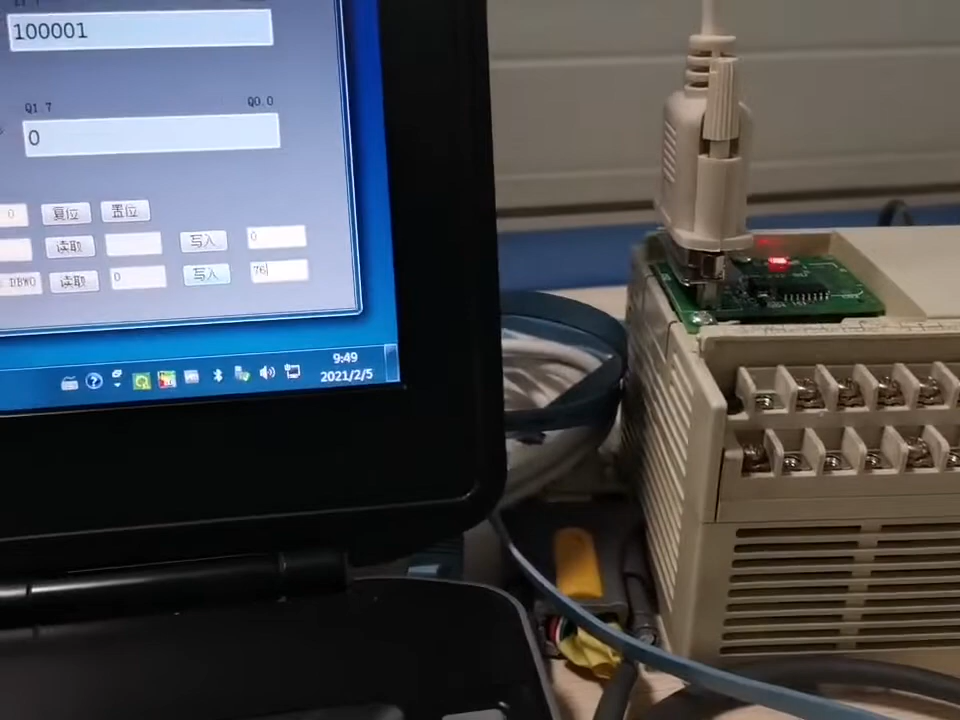 100001
Q1.7 Q0.0
0
0 复位 置位
读取 写入 0
DBW0 读取 0 写入 76
9:49
2021/2/5